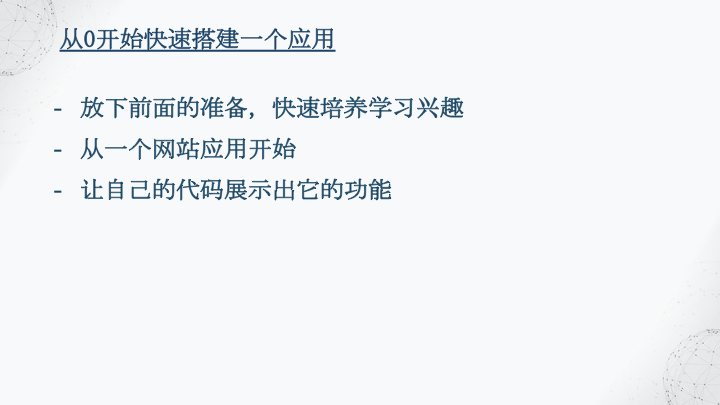 从0开始快速搭建一个应用
- 放下前面的准备，快速培养学习兴趣
- 从一个网站应用开始
- 让自己的代码展示出它的功能